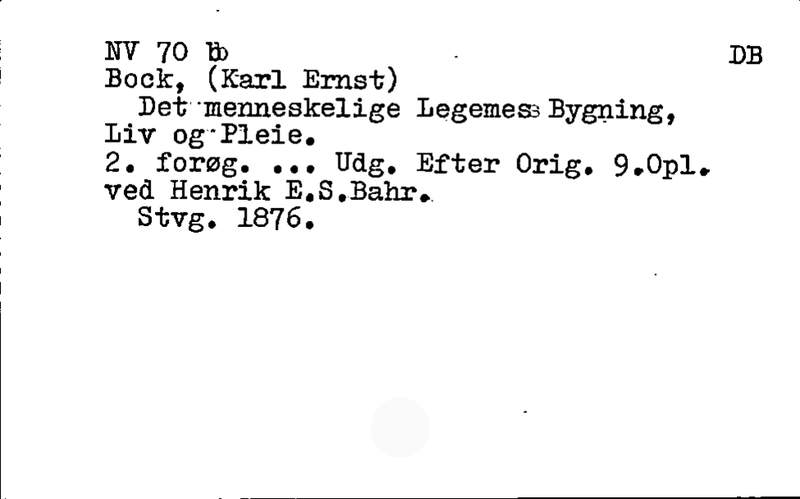 NV 70 b DB
Bock, (Karl Ernst)
Det menneskelige Legemes Bygning,
Liv og Pleie.
2. forøg. ... Udg. Efter Orig. 9.Opl.
ved Henrik E.S.Bahr.
Stvg. 1876.